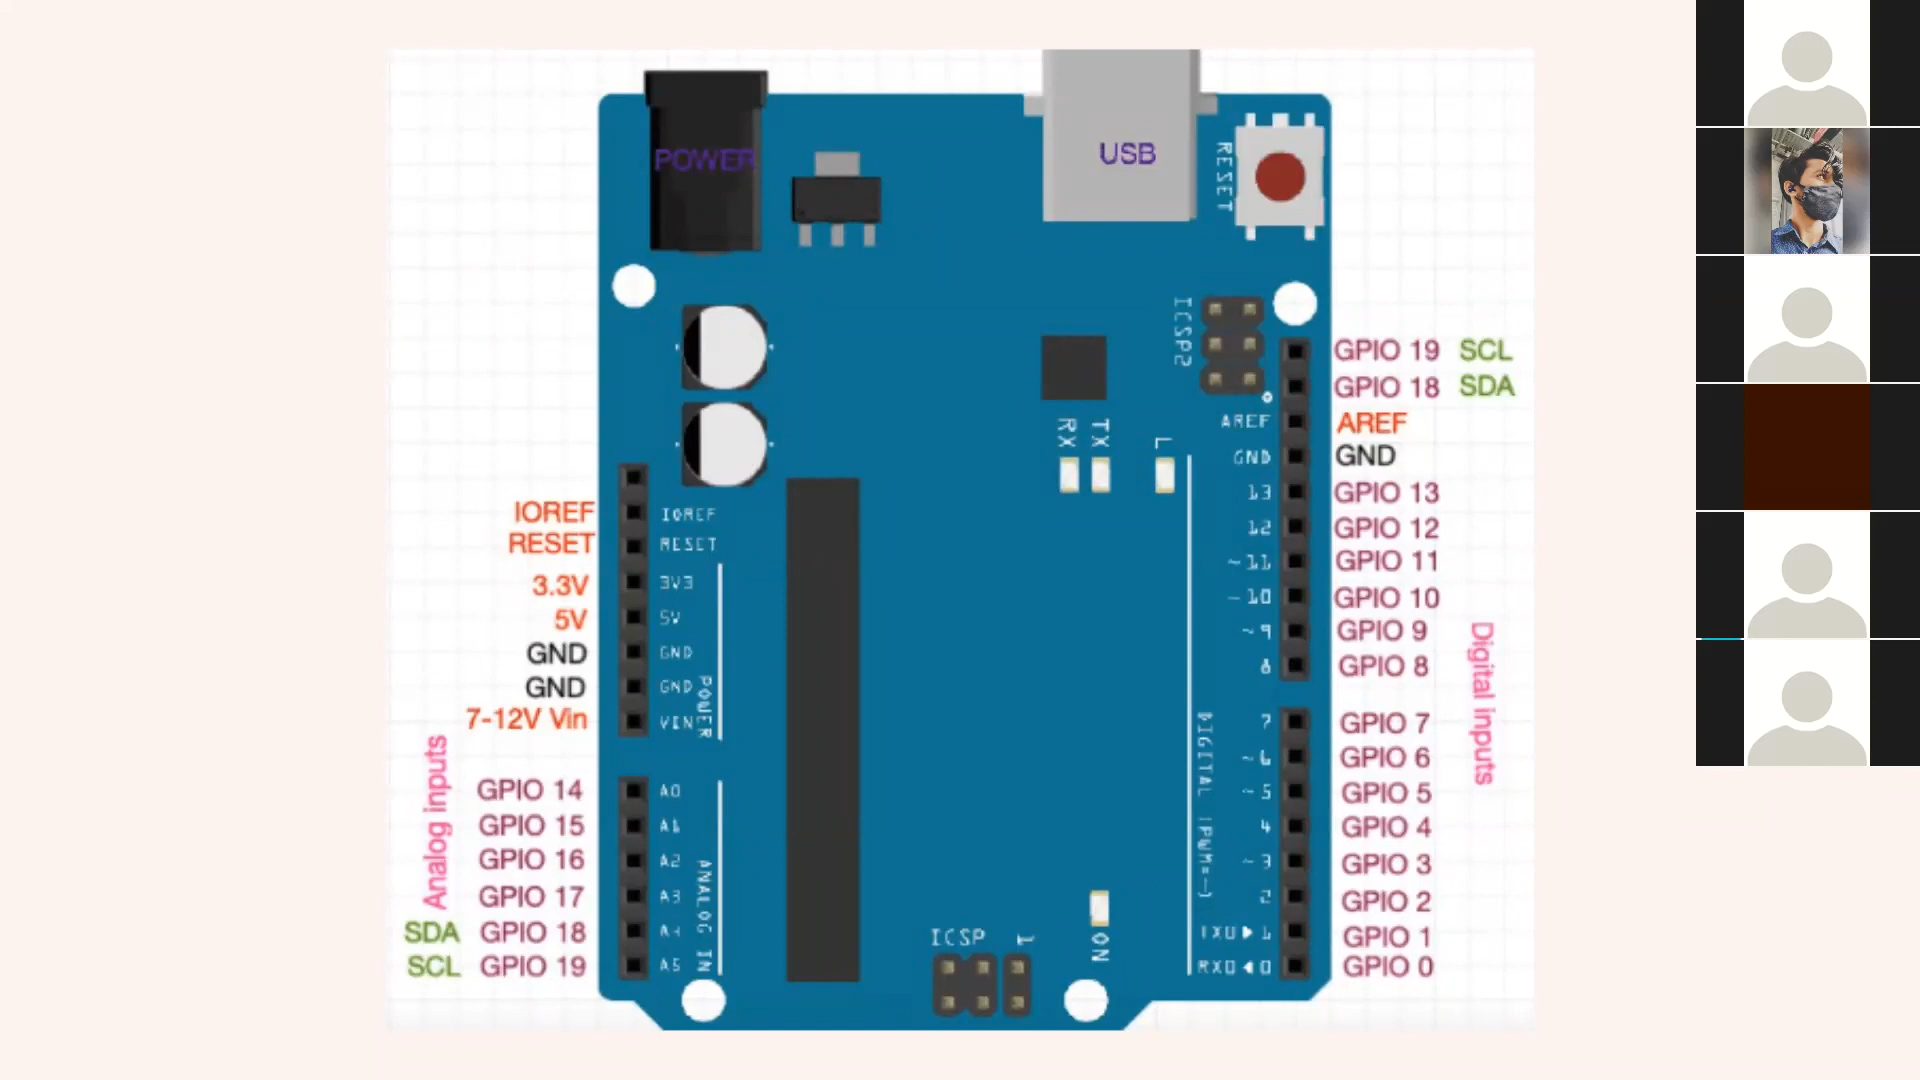 POWER
USB
RESET
ICSP2
GPIO 19 SCL
GPIO 18 SDA
AREF AREF
GND GND
RX TX L
13 GPIO 13
12 GPIO 12
~11 GPIO 11
~10 GPIO 10
~9 GPIO 9
8 GPIO 8
7 GPIO 7
~6 GPIO 6
~5 GPIO 5
4 GPIO 4
~3 GPIO 3
2 GPIO 2
TX0▶1 GPIO 1
RX0◀0 GPIO 0
Digital inputs
DIGITAL (PWM=~)
IOREF IOREF
RESET RESET
3.3V 3V3
5V 5V
GND GND
GND GND
7-12V Vin VIN
POWER
Analog inputs
GPIO 14 A0
GPIO 15 A1
GPIO 16 A2
GPIO 17 A3
SDA GPIO 18 A4
SCL GPIO 19 A5
ANALOG IN
ICSP 1
ON